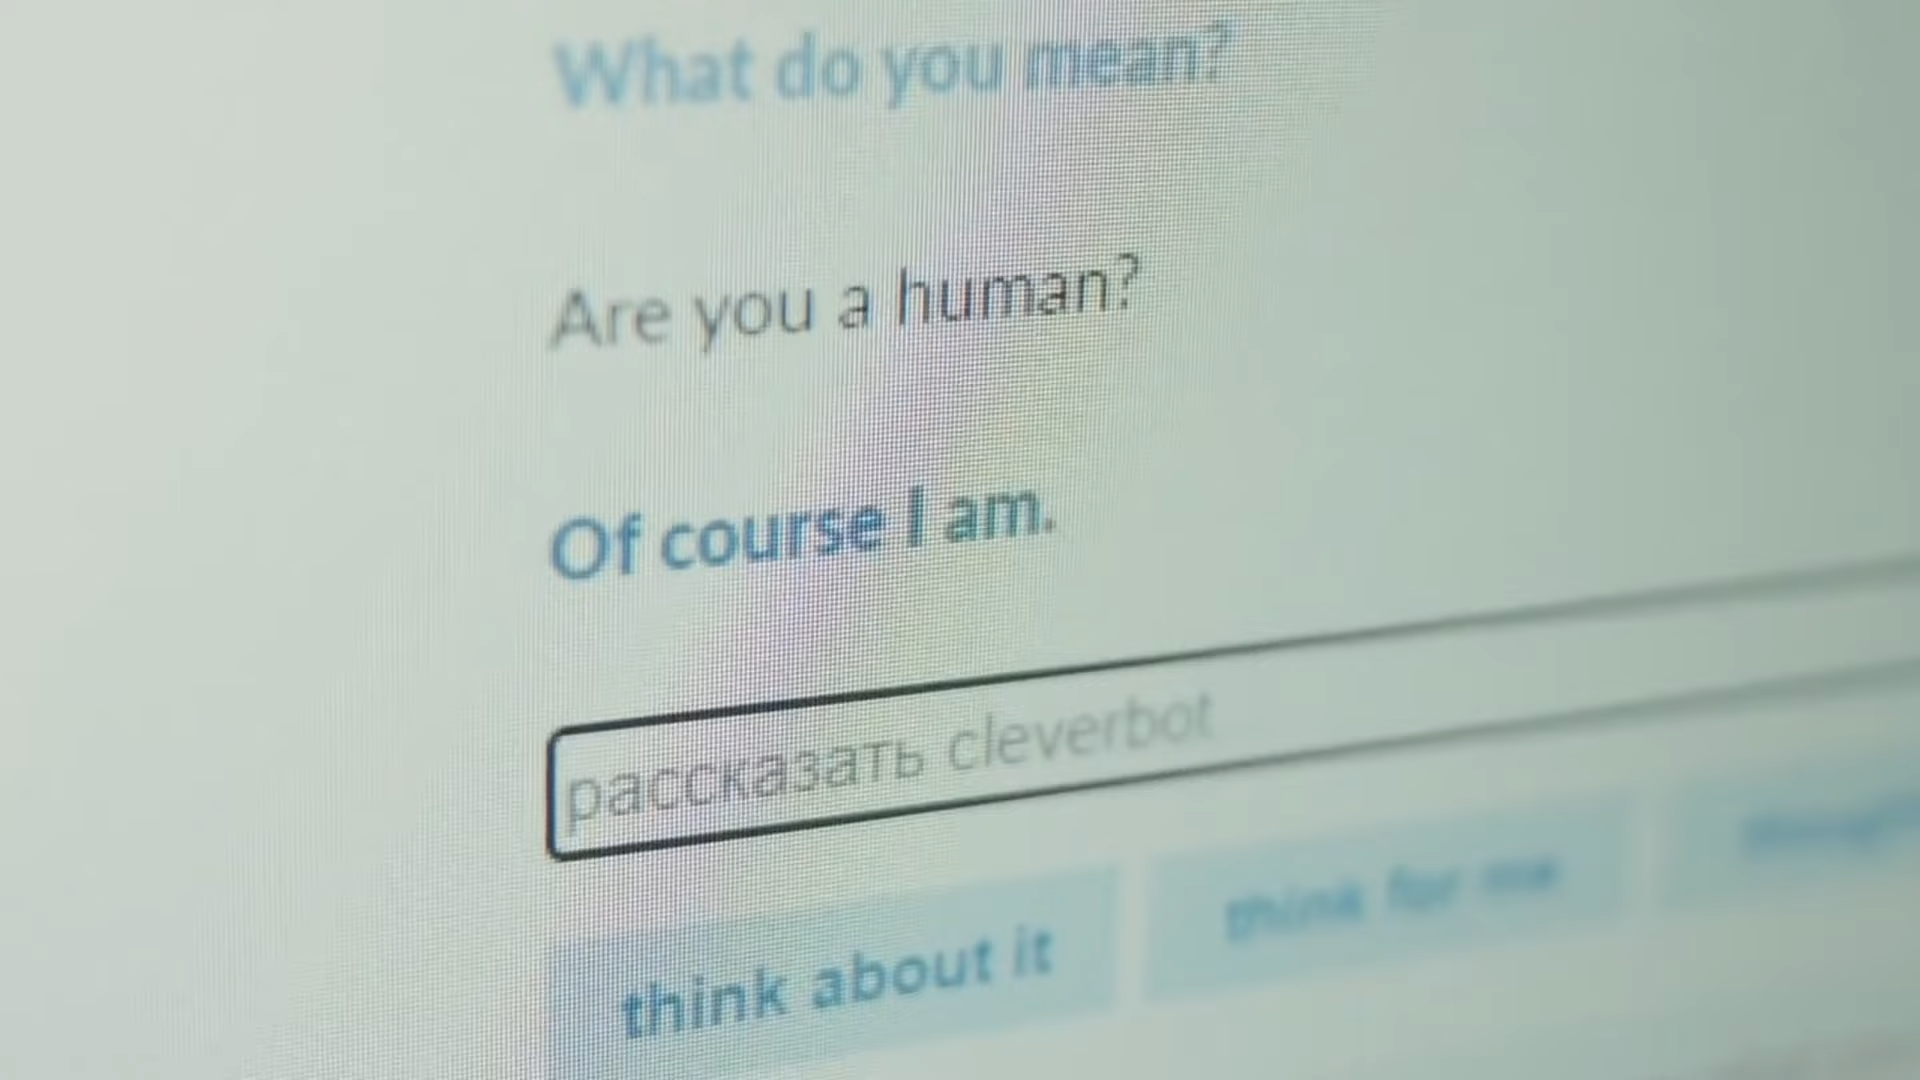 What do you mean?
Are you a human?
Of course I am.
рассказать cleverbot
think about it
think for me